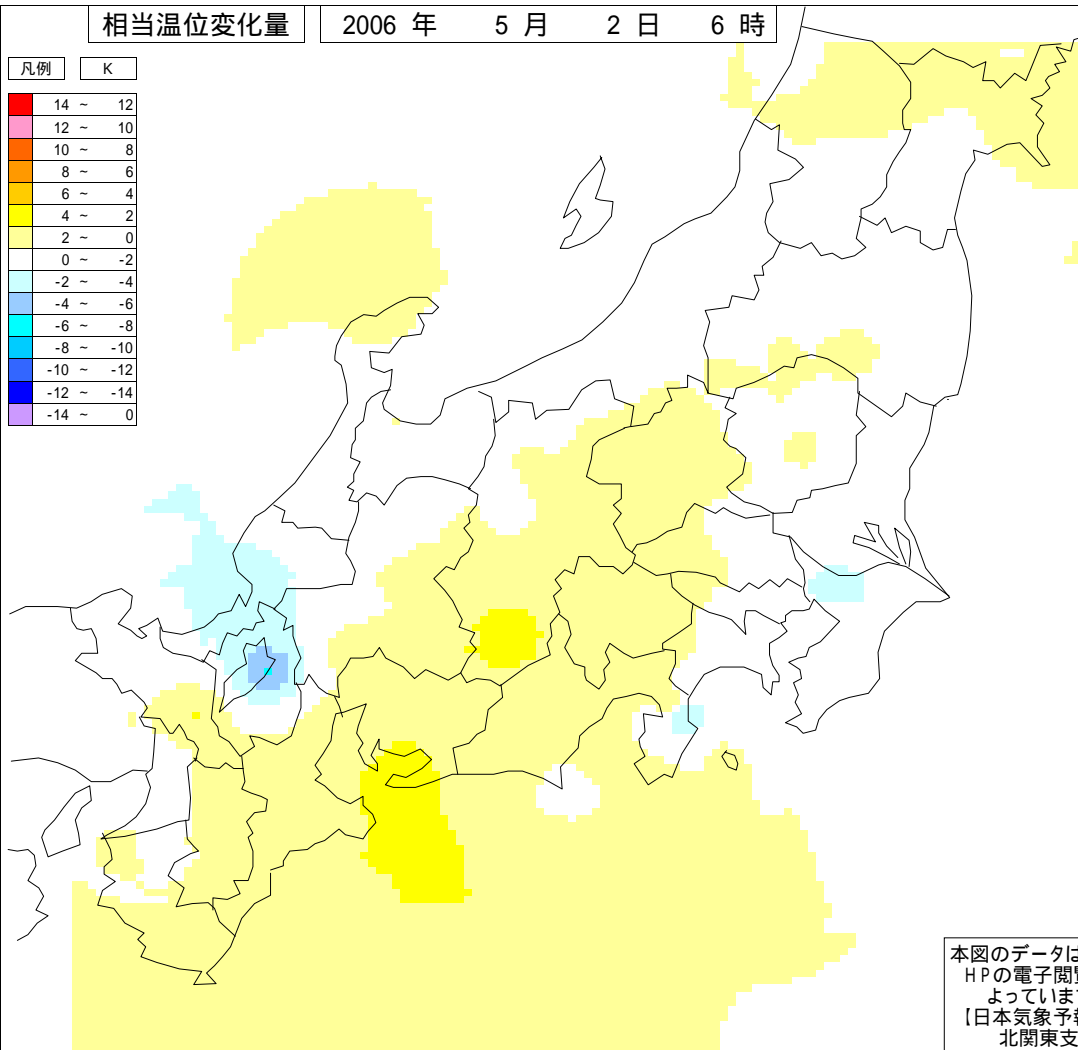 相当温位変化量 2006 年 5 月 2 日 6 時
凡例 K
14 ~ 12
12 ~ 10
10 ~ 8
8 ~ 6
6 ~ 4
4 ~ 2
2 ~ 0
0 ~ -2
-2 ~ -4
-4 ~ -6
-6 ~ -8
-8 ~ -10
-10 ~ -12
-12 ~ -14
-14 ~ 0
本図のデータは
HPの電子閲覧
よっています
【日本気象予報
北関東支